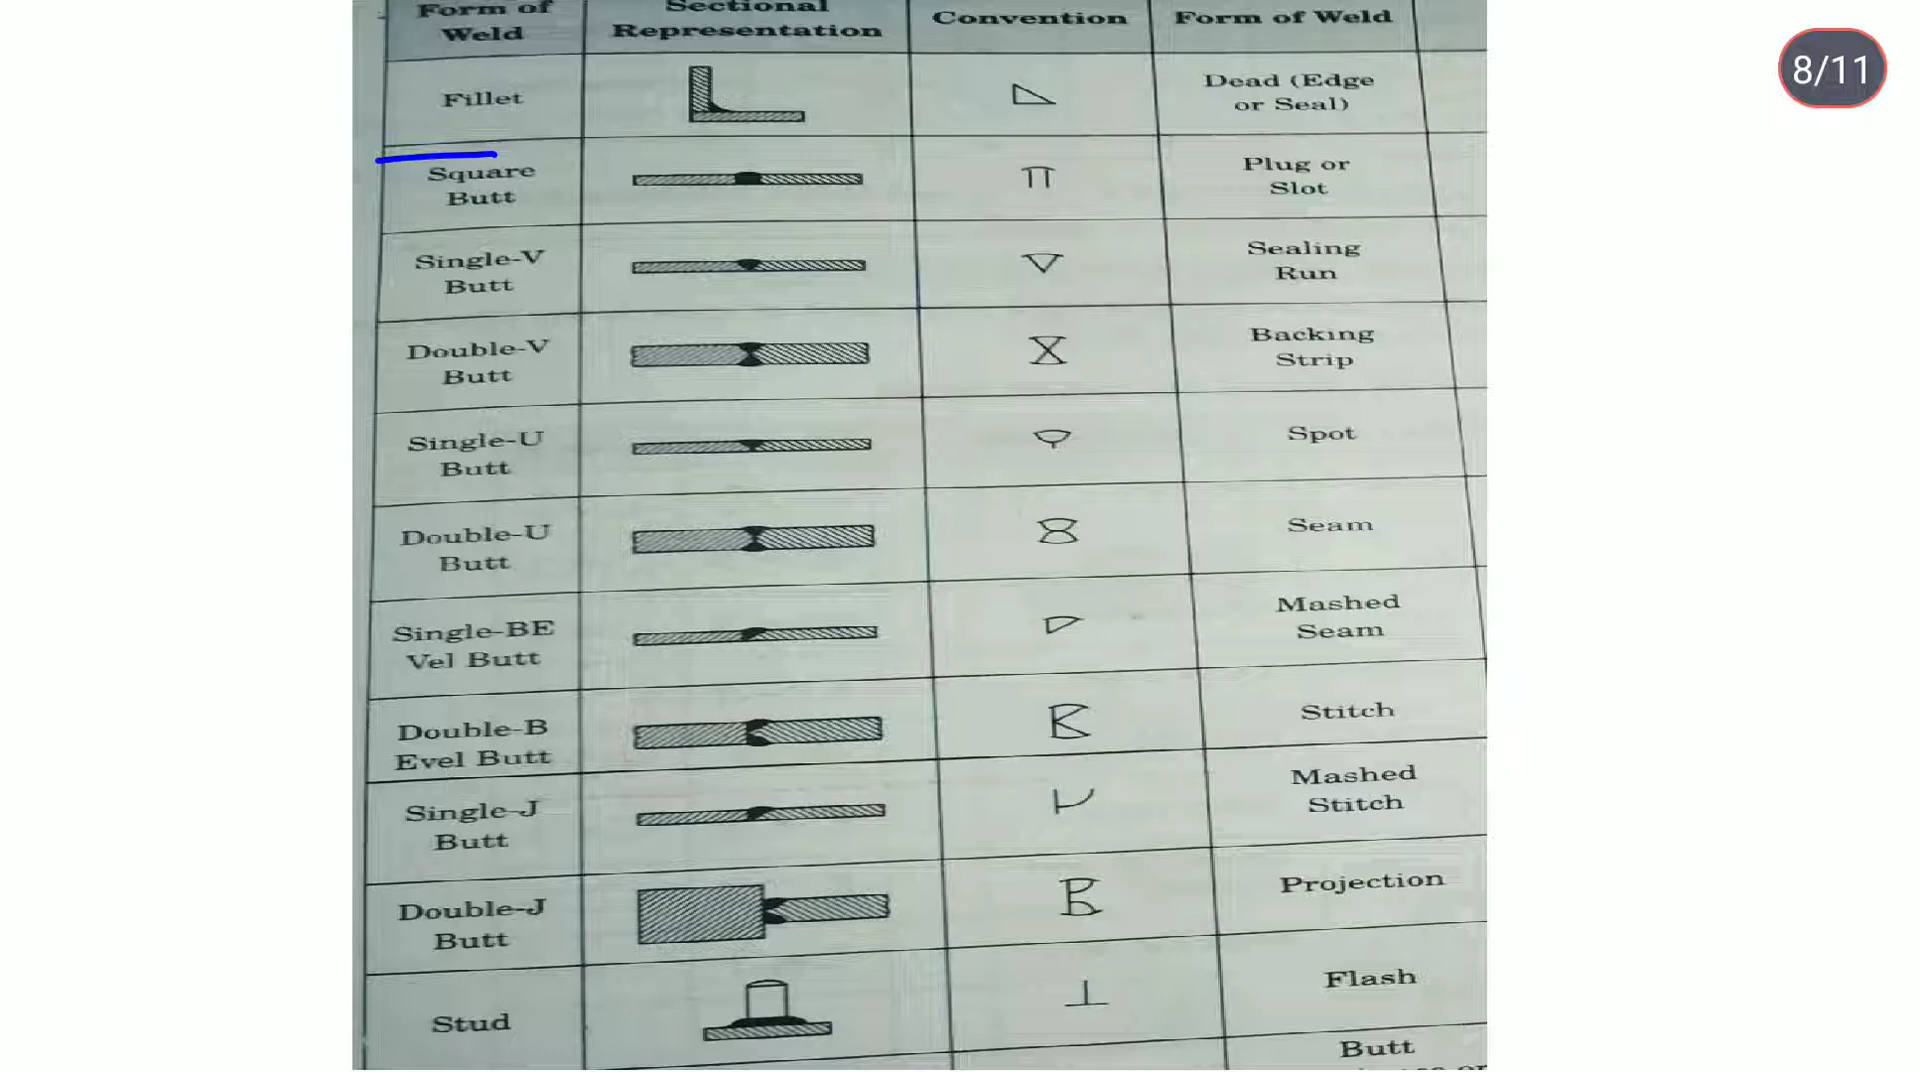 Form of
Weld
Sectional
Representation
Convention
Form of Weld
Fillet
Dead (Edge
or Seal)
Square
Butt
Plug or
Slot
Single-V
Butt
Sealing
Run
Double-V
Butt
Backing
Strip
Single-U
Butt
Spot
Double-U
Butt
Seam
Single-BE
Vel Butt
Mashed
Seam
Double-B
Evel Butt
Stitch
Single-J
Butt
Mashed
Stitch
Double-J
Butt
Projection
Stud
Flash
Butt
8/11